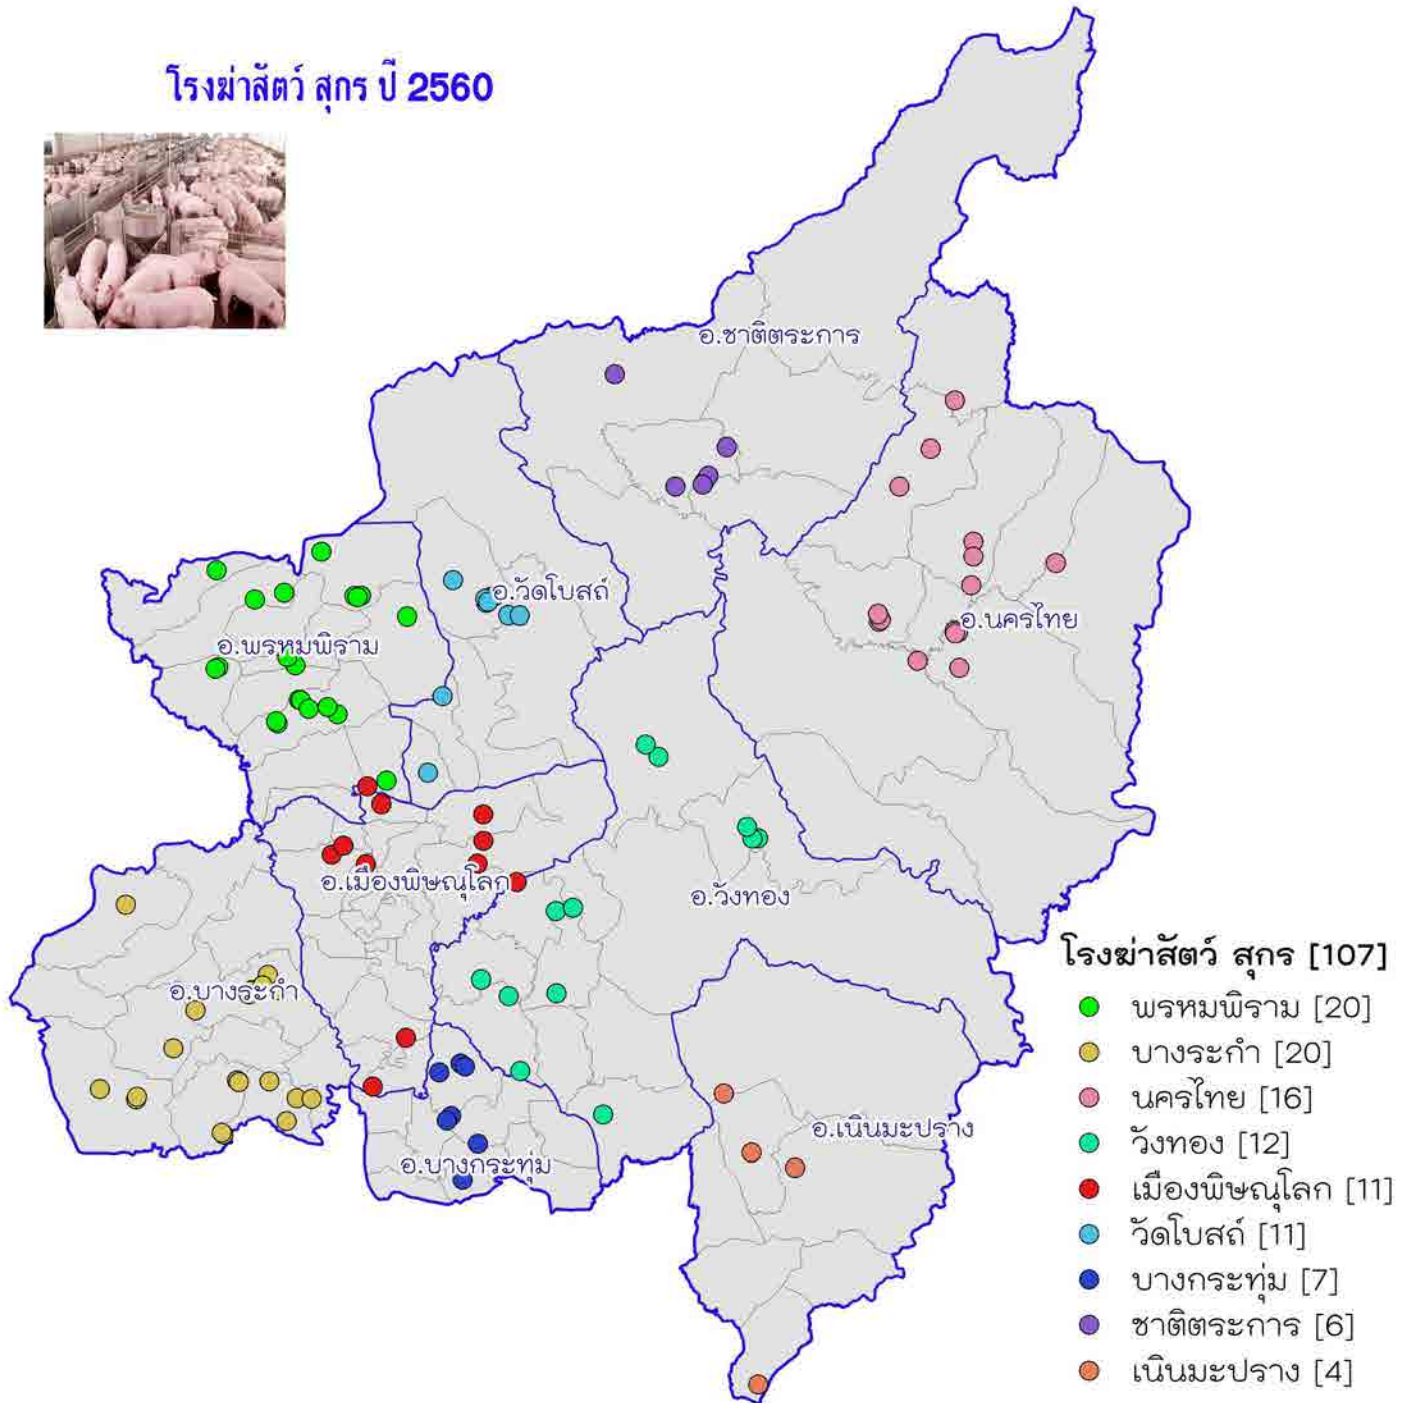 โรงฆ่าสัตว์ สุกร ปี 2560
อ.ชาติตระการ
อ.วัดโบสถ์
อ.นครไทย
อ.พรหมพิราม
อ.เมืองพิษณุโลก
อ.วังทอง
อ.บางระกำ
อ.เนินมะปราง
อ.บางกระทุ่ม
โรงฆ่าสัตว์ สุกร [107]
พรหมพิราม [20]
บางระกำ [20]
นครไทย [16]
วังทอง [12]
เมืองพิษณุโลก [11]
วัดโบสถ์ [11]
บางกระทุ่ม [7]
ชาติตระการ [6]
เนินมะปราง [4]